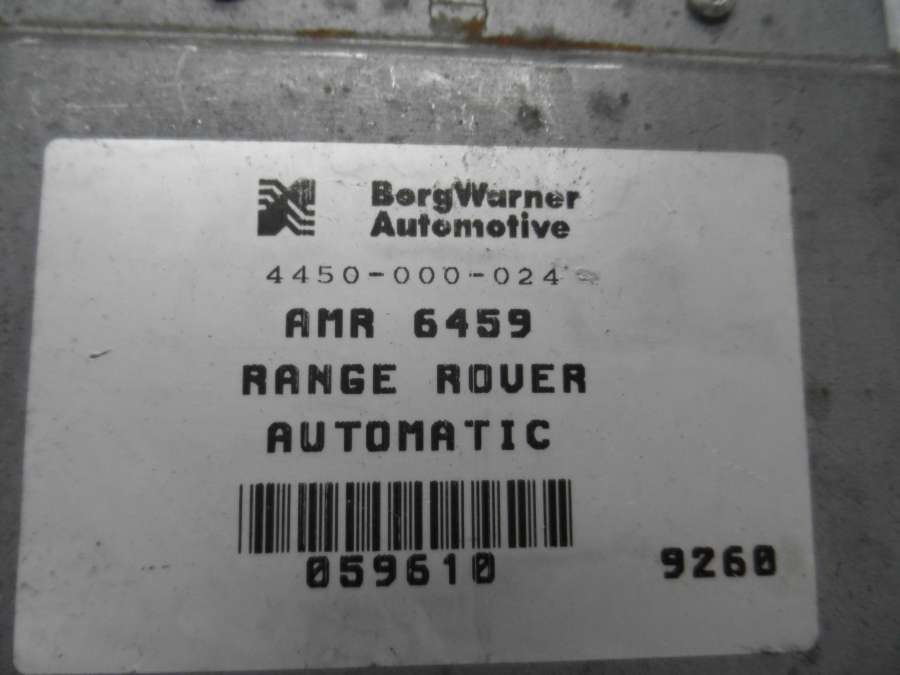 BorgWarner
Automotive
4450-000-024
AMR 6459
RANGE ROVER
AUTOMATIC
059610
9260